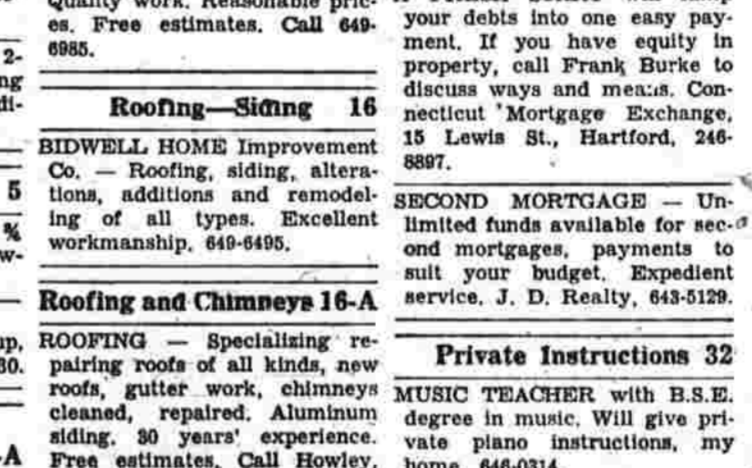 Quality work. Reasonable pric-
es. Free estimates. Call 649-
6985.
Roofing—Siding 16
BIDWELL HOME Improvement
Co. — Roofing, siding, altera-
tions, additions and remodel-
ing of all types. Excellent
workmanship. 649-6495.
Roofing and Chimneys 16-A
ROOFING — Specializing re-
pairing roofs of all kinds, new
roofs, gutter work, chimneys
cleaned, repaired. Aluminum
siding. 30 years' experience.
Free estimates. Call Howley,
your debts into one easy pay-
ment. If you have equity in
property, call Frank Burke to
discuss ways and means. Con-
necticut Mortgage Exchange,
15 Lewis St., Hartford, 246-
8897.
SECOND MORTGAGE — Un-
limited funds available for sec-
ond mortgages, payments to
suit your budget. Expedient
service. J. D. Realty, 643-5129.
Private Instructions 32
MUSIC TEACHER with B.S.E.
degree in music. Will give pri-
vate piano instructions, my
home. 646-0314.